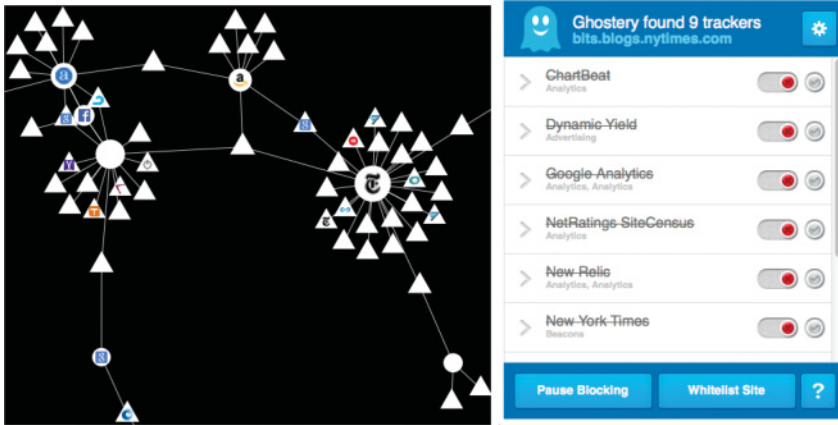 Ghostery found 9 trackers
bits.blogs.nytimes.com
ChartBeat
Analytics
Dynamic Yield
Advertising
Google Analytics
Analytics, Analytics
NetRatings SiteCensus
Analytics
New Relic
Analytics, Analytics
New York Times
Beacons
Pause Blocking
Whitelist Site
?
a
a
g
f
g
Y
T
T
T
g